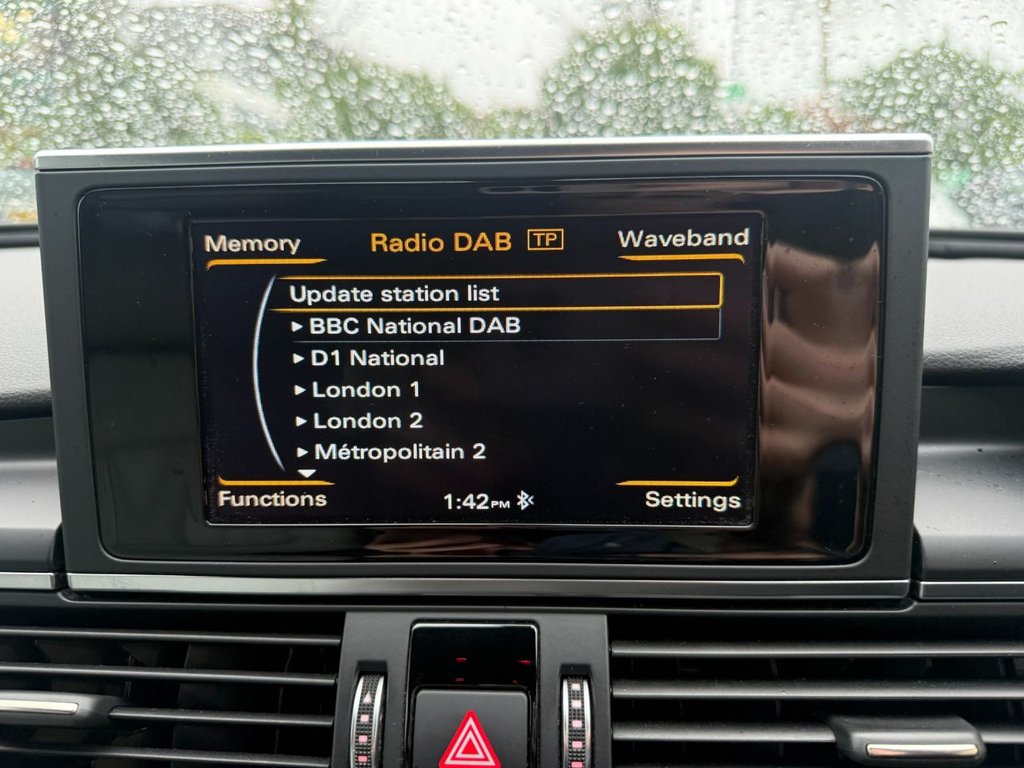 Memory Radio DAB TP Waveband
Update station list
BBC National DAB
D1 National
London 1
London 2
Métropolitain 2
Functions 1:42PM Settings